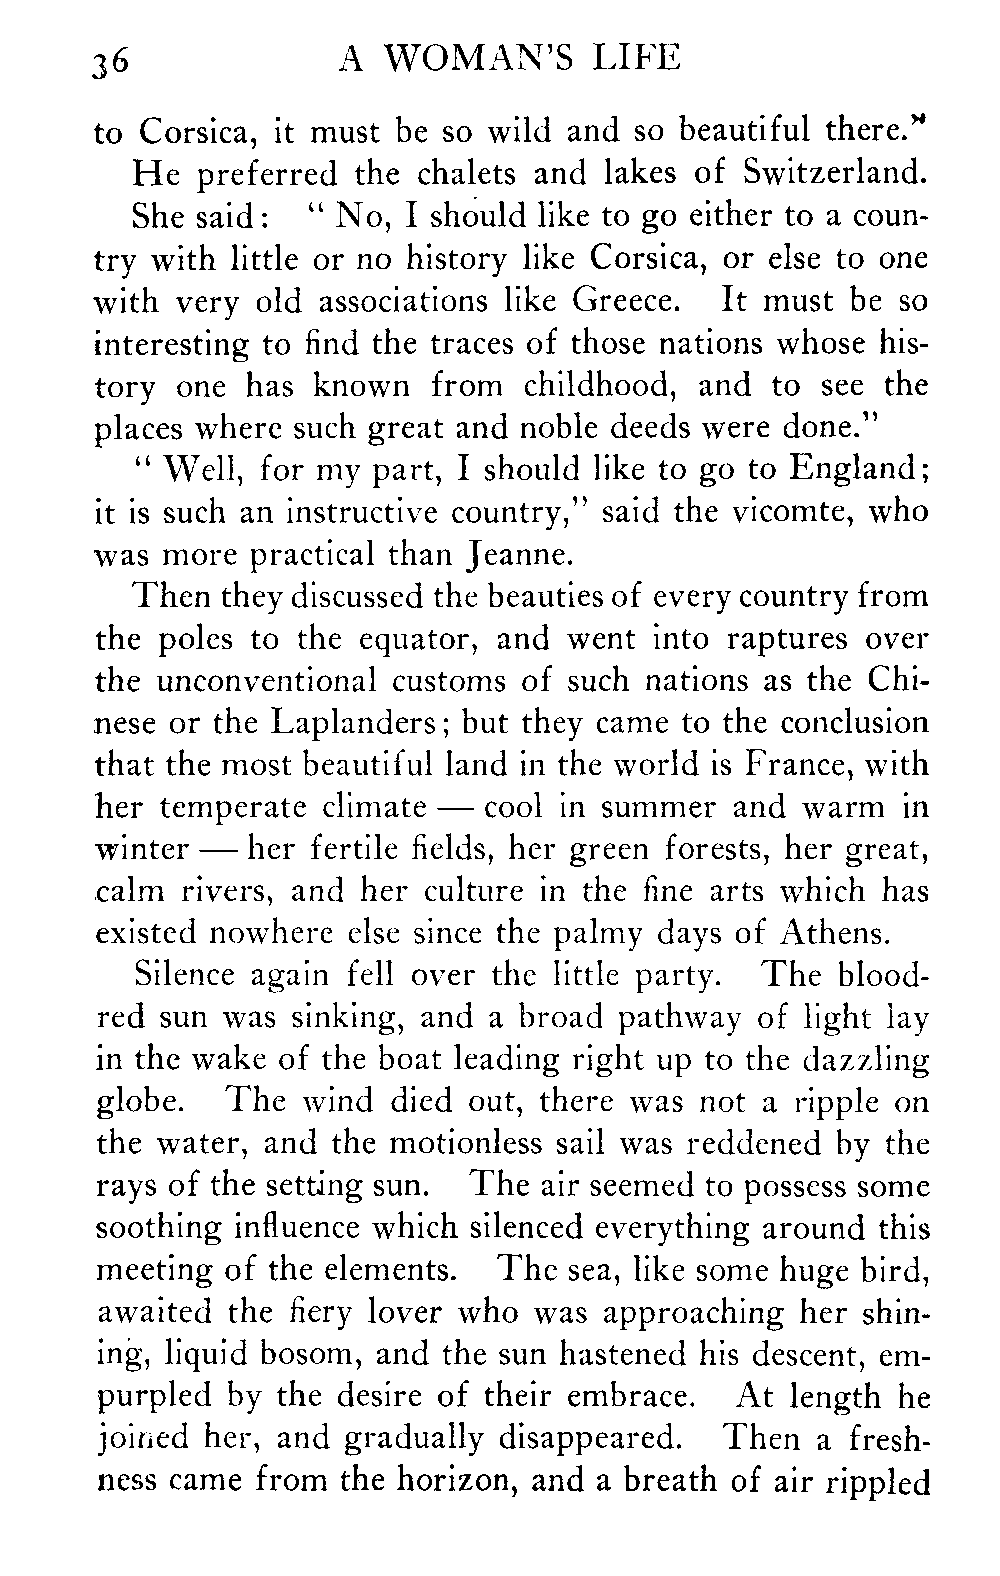 36 A WOMAN'S LIFE
to Corsica, it must be so wild and so beautiful there."
He preferred the chalets and lakes of Switzerland.
She said: " No, I should like to go either to a coun-
try with little or no history like Corsica, or else to one
with very old associations like Greece. It must be so
interesting to find the traces of those nations whose his-
tory one has known from childhood, and to see the
places where such great and noble deeds were done."
" Well, for my part, I should like to go to England;
it is such an instructive country," said the vicomte, who
was more practical than Jeanne.
Then they discussed the beauties of every country from
the poles to the equator, and went into raptures over
the unconventional customs of such nations as the Chi-
nese or the Laplanders; but they came to the conclusion
that the most beautiful land in the world is France, with
her temperate climate — cool in summer and warm in
winter — her fertile fields, her green forests, her great,
calm rivers, and her culture in the fine arts which has
existed nowhere else since the palmy days of Athens.
Silence again fell over the little party. The blood-
red sun was sinking, and a broad pathway of light lay
in the wake of the boat leading right up to the dazzling
globe. The wind died out, there was not a ripple on
the water, and the motionless sail was reddened by the
rays of the setting sun. The air seemed to possess some
soothing influence which silenced everything around this
meeting of the elements. The sea, like some huge bird,
awaited the fiery lover who was approaching her shin-
ing, liquid bosom, and the sun hastened his descent, em-
purpled by the desire of their embrace. At length he
joined her, and gradually disappeared. Then a fresh-
ness came from the horizon, and a breath of air rippled